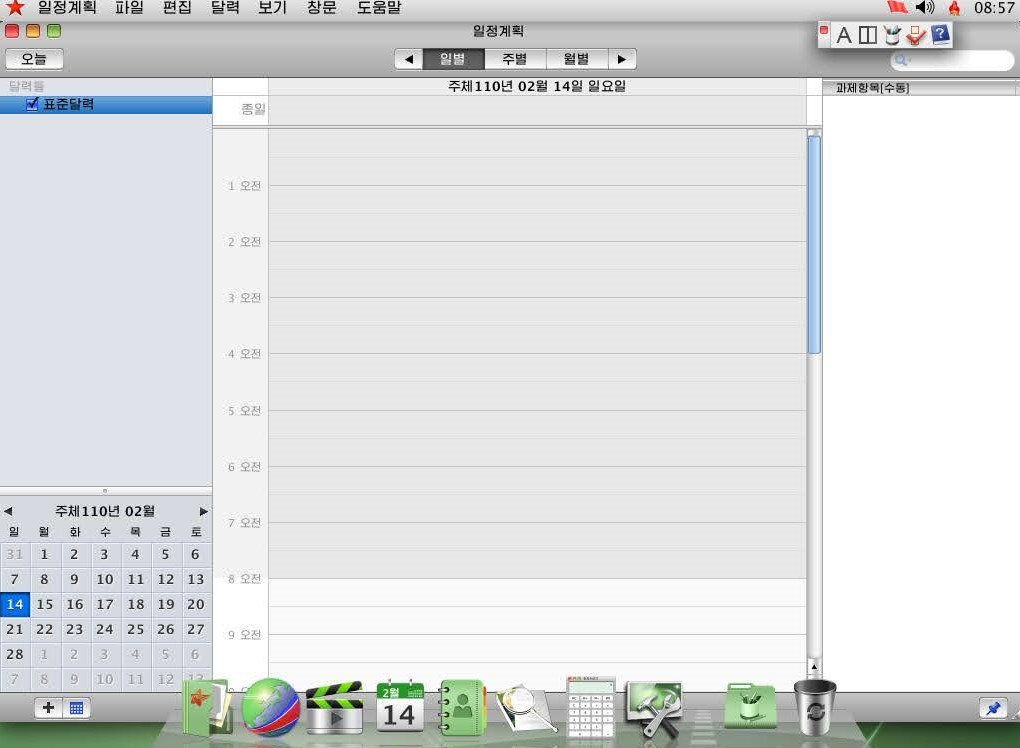 일정계획 파일 편집 달력 보기 창문 도움말 08:57
일정계획
A
오늘 일별 주별 월별
달력들
표준달력
주체110년 02월 14일 일요일
과제항목[수동]
종일
1 오전
2 오전
3 오전
4 오전
5 오전
6 오전
7 오전
8 오전
9 오전
주체110년 02월
일 월 화 수 목 금 토
31 1 2 3 4 5 6
7 8 9 10 11 12 13
14 15 16 17 18 19 20
21 22 23 24 25 26 27
28 1 2 3 4 5 6
7 8 9 10 11 12 13
2월
14